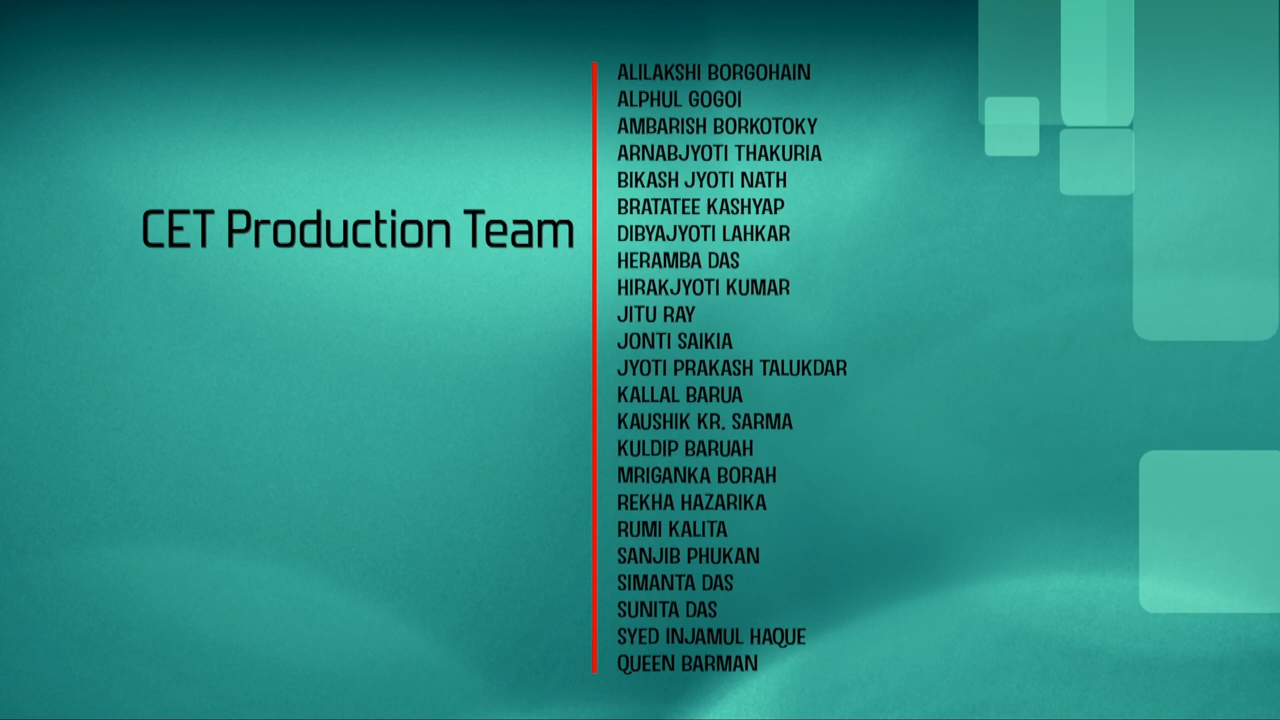 CET Production Team
ALILAKSHI BORGOHAIN
ALPHUL GOGOI
AMBARISH BORKOTOKY
ARNABJYOTI THAKURIA
BIKASH JYOTI NATH
BRATATEE KASHYAP
DIBYAJYOTI LAHKAR
HERAMBA DAS
HIRAKJYOTI KUMAR
JITU RAY
JONTI SAIKIA
JYOTI PRAKASH TALUKDAR
KALLAL BARUA
KAUSHIK KR. SARMA
KULDIP BARUAH
MRIGANKA BORAH
REKHA HAZARIKA
RUMI KALITA
SANJIB PHUKAN
SIMANTA DAS
SUNITA DAS
SYED INJAMUL HAQUE
QUEEN BARMAN